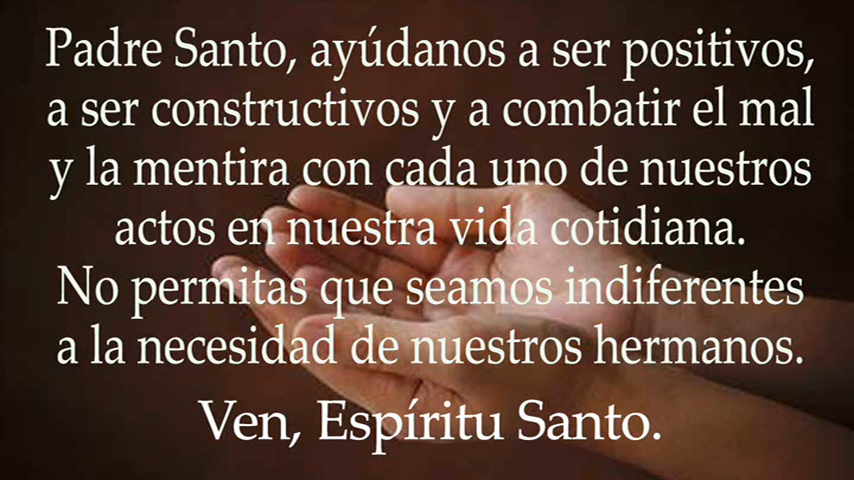 Padre Santo, ayúdanos a ser positivos,
a ser constructivos y a combatir el mal
y la mentira con cada uno de nuestros
actos en nuestra vida cotidiana.
No permitas que seamos indiferentes
a la necesidad de nuestros hermanos.
Ven, Espíritu Santo.